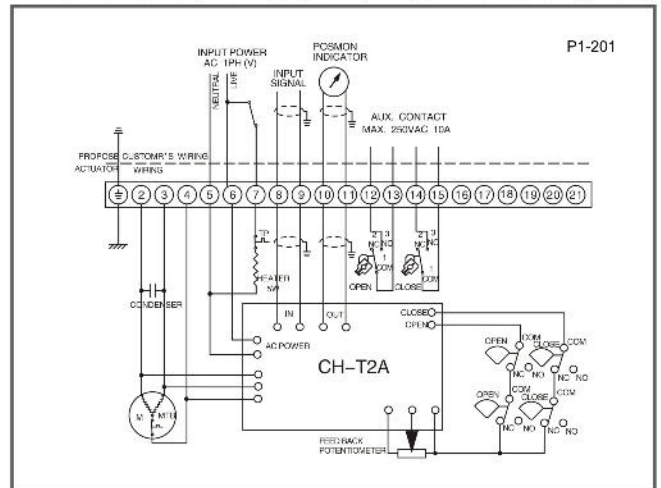 P1-201
INPUT POWER
AC 1PH (V)
NEUTRAL
LIVE
INPUT
SIGNAL
POSMON
INDICATOR
AUX. CONTACT
MAX. 250VAC 10A
PROPOSE CUSTOMR'S WIRING
ACTUATOR WIRING
2 3 4 5 6 7 8 9 10 11 12 13 14 15 16 17 18 19 20 21
TP
HEATER
5W
CONDENSER
2 3
NC NO
1
COM
OPEN
2 3
NC NO
1
COM
CLOSE
IN OUT
CLOSE
OPEN
AC POWER
CH-T2A
M
FEEDBACK
POTENTIOMETER
OPEN COM
CLOSE COM
NC NO
NC NO
OPEN COM
CLOSE COM
NC NO
NC NO